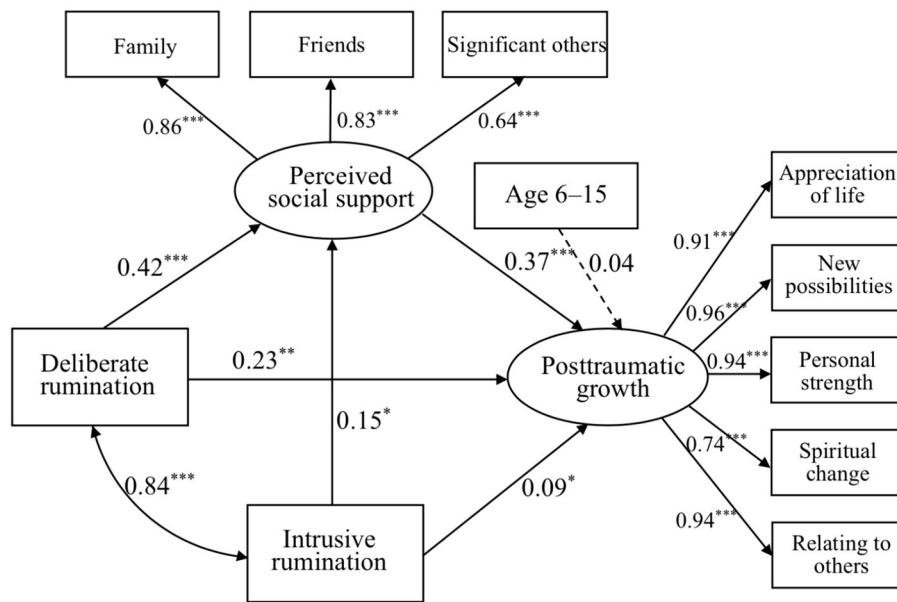 Family
Friends
Significant others
0.86***
0.83***
0.64***
Perceived
social support
Age 6–15
Appreciation
of life
0.91***
0.42***
0.37***
0.04
New
possibilities
0.96***
Deliberate
rumination
0.23**
Posttraumatic
growth
0.94***
Personal
strength
0.15*
0.74***
Spiritual
change
0.84***
0.09*
0.94***
Intrusive
rumination
Relating to
others